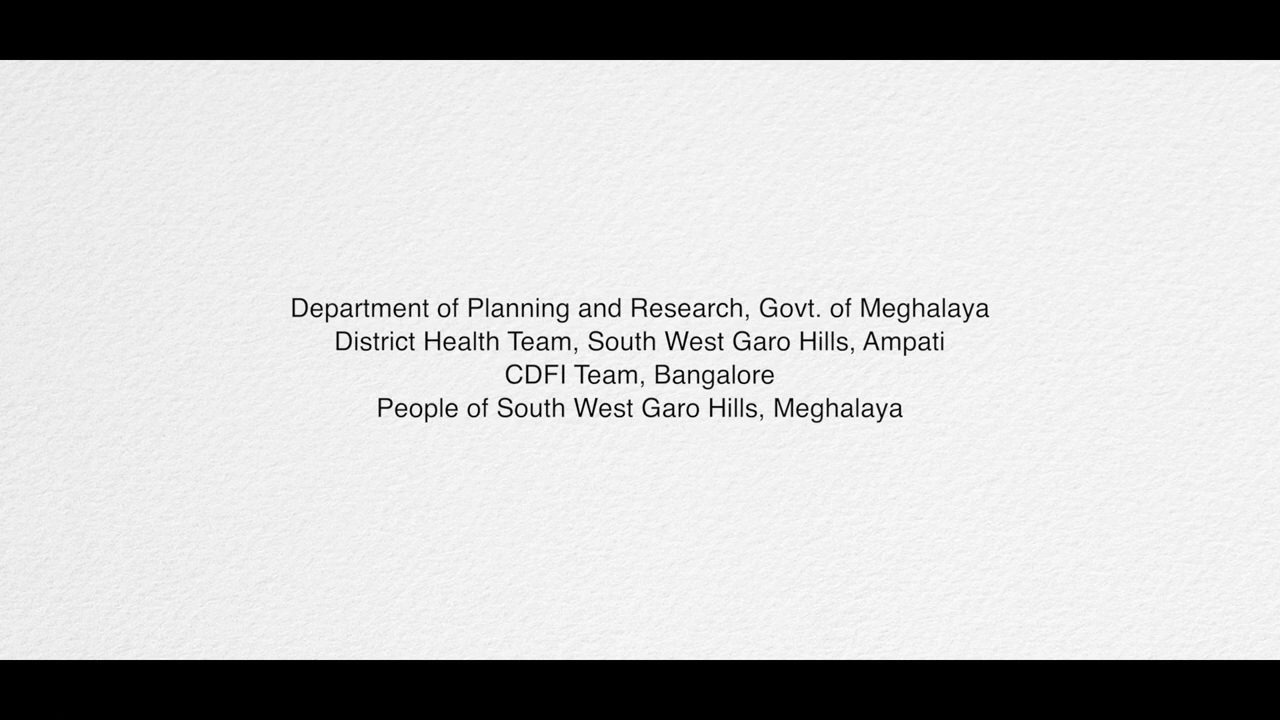 Department of Planning and Research, Govt. of Meghalaya
District Health Team, South West Garo Hills, Ampati
CDFI Team, Bangalore
People of South West Garo Hills, Meghalaya